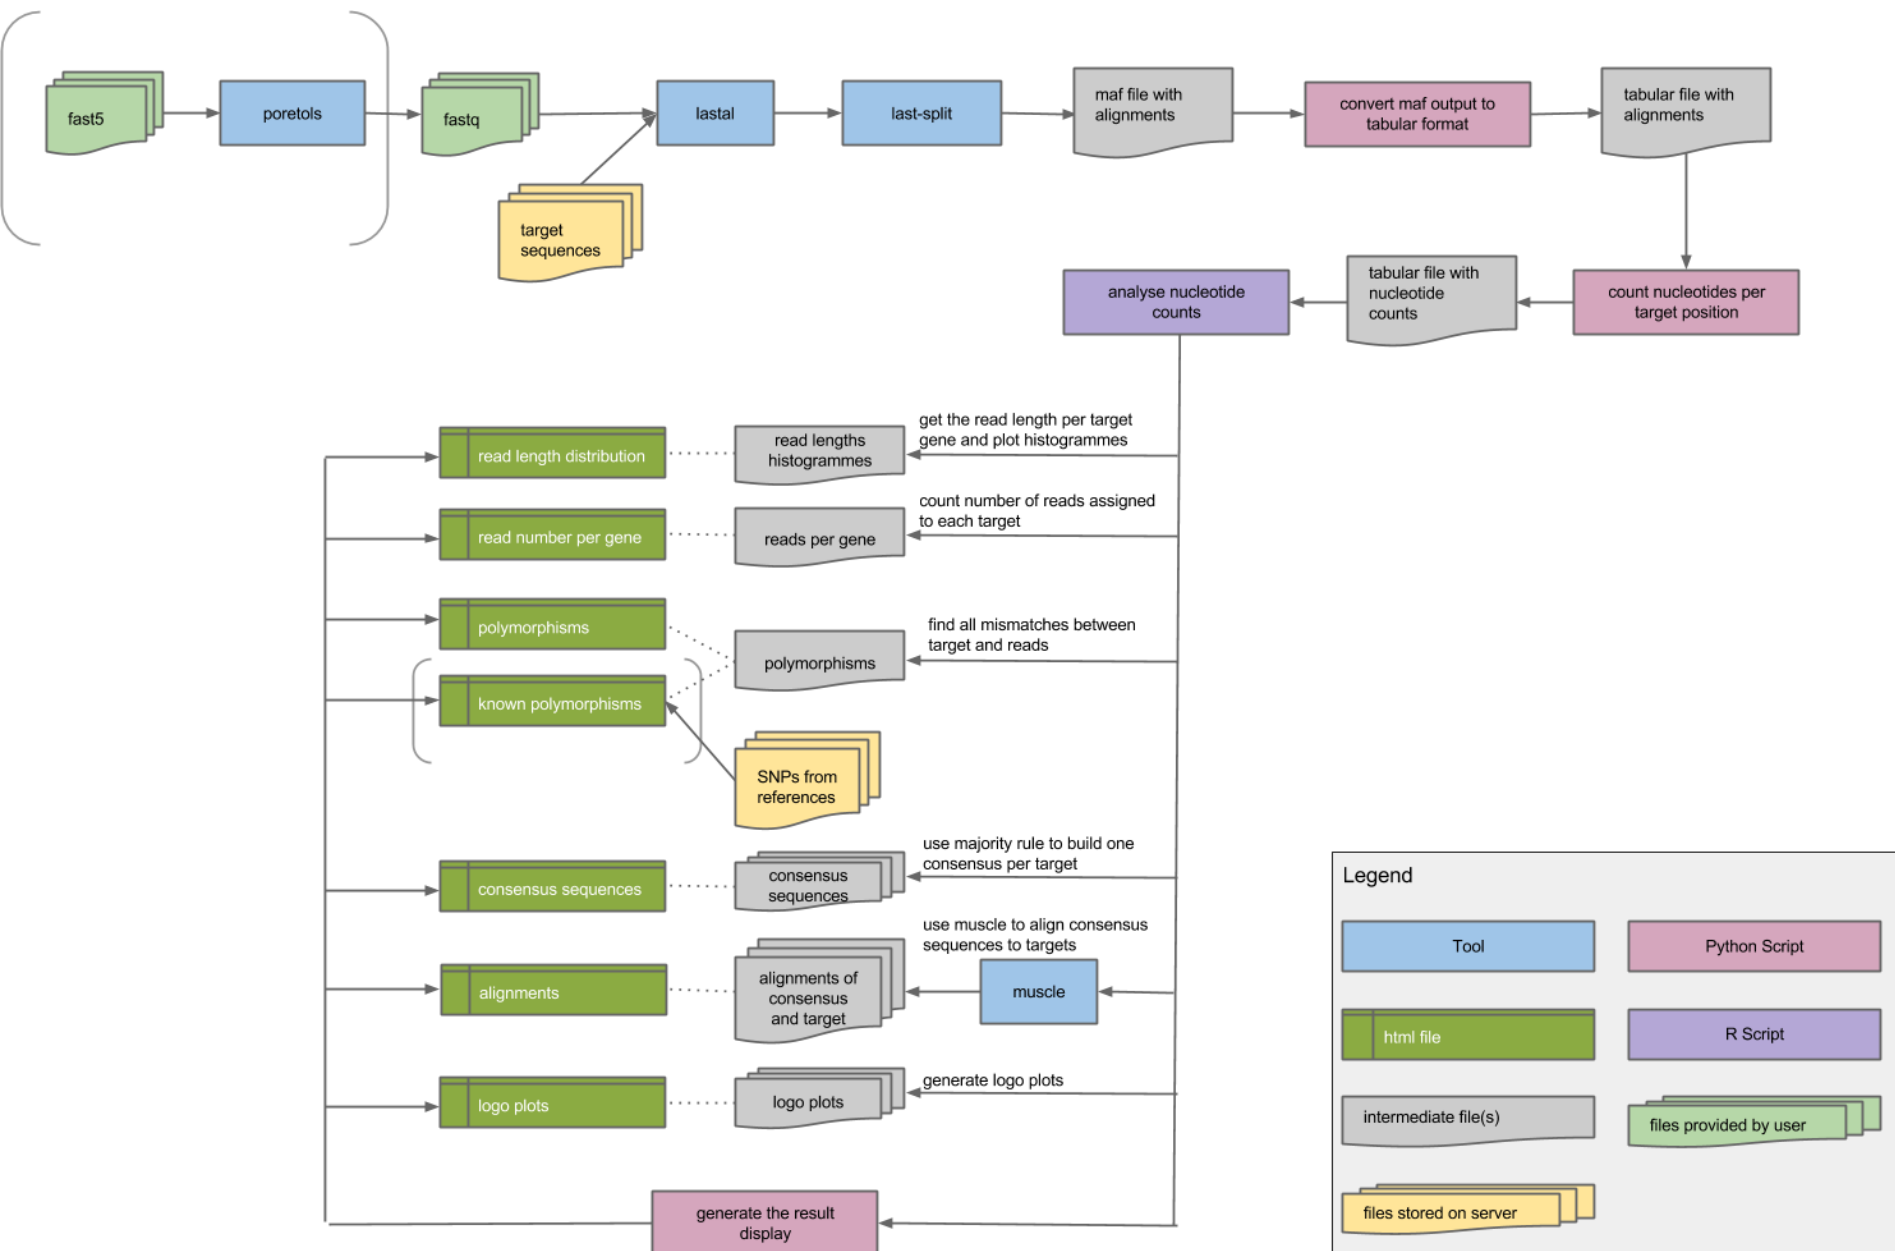 fast5
poretols
fastq
lastal
last-split
maf file with
alignments
convert maf output to
tabular format
tabular file with
alignments
target
sequences
analyse nucleotide
counts
tabular file with
nucleotide
counts
count nucleotides per
target position
get the read length per target
gene and plot histogrammes
read length distribution
read lengths
histogrammes
count number of reads assigned
to each target
read number per gene
reads per gene
polymorphisms
find all mismatches between
target and reads
polymorphisms
known polymorphisms
SNPs from
references
use majority rule to build one
consensus per target
consensus sequences
consensus
sequences
use muscle to align consensus
sequences to targets
alignments
alignments of
consensus
and target
muscle
generate logo plots
logo plots
logo plots
generate the result
display
Legend
Tool
Python Script
html file
R Script
intermediate file(s)
files provided by user
files stored on server